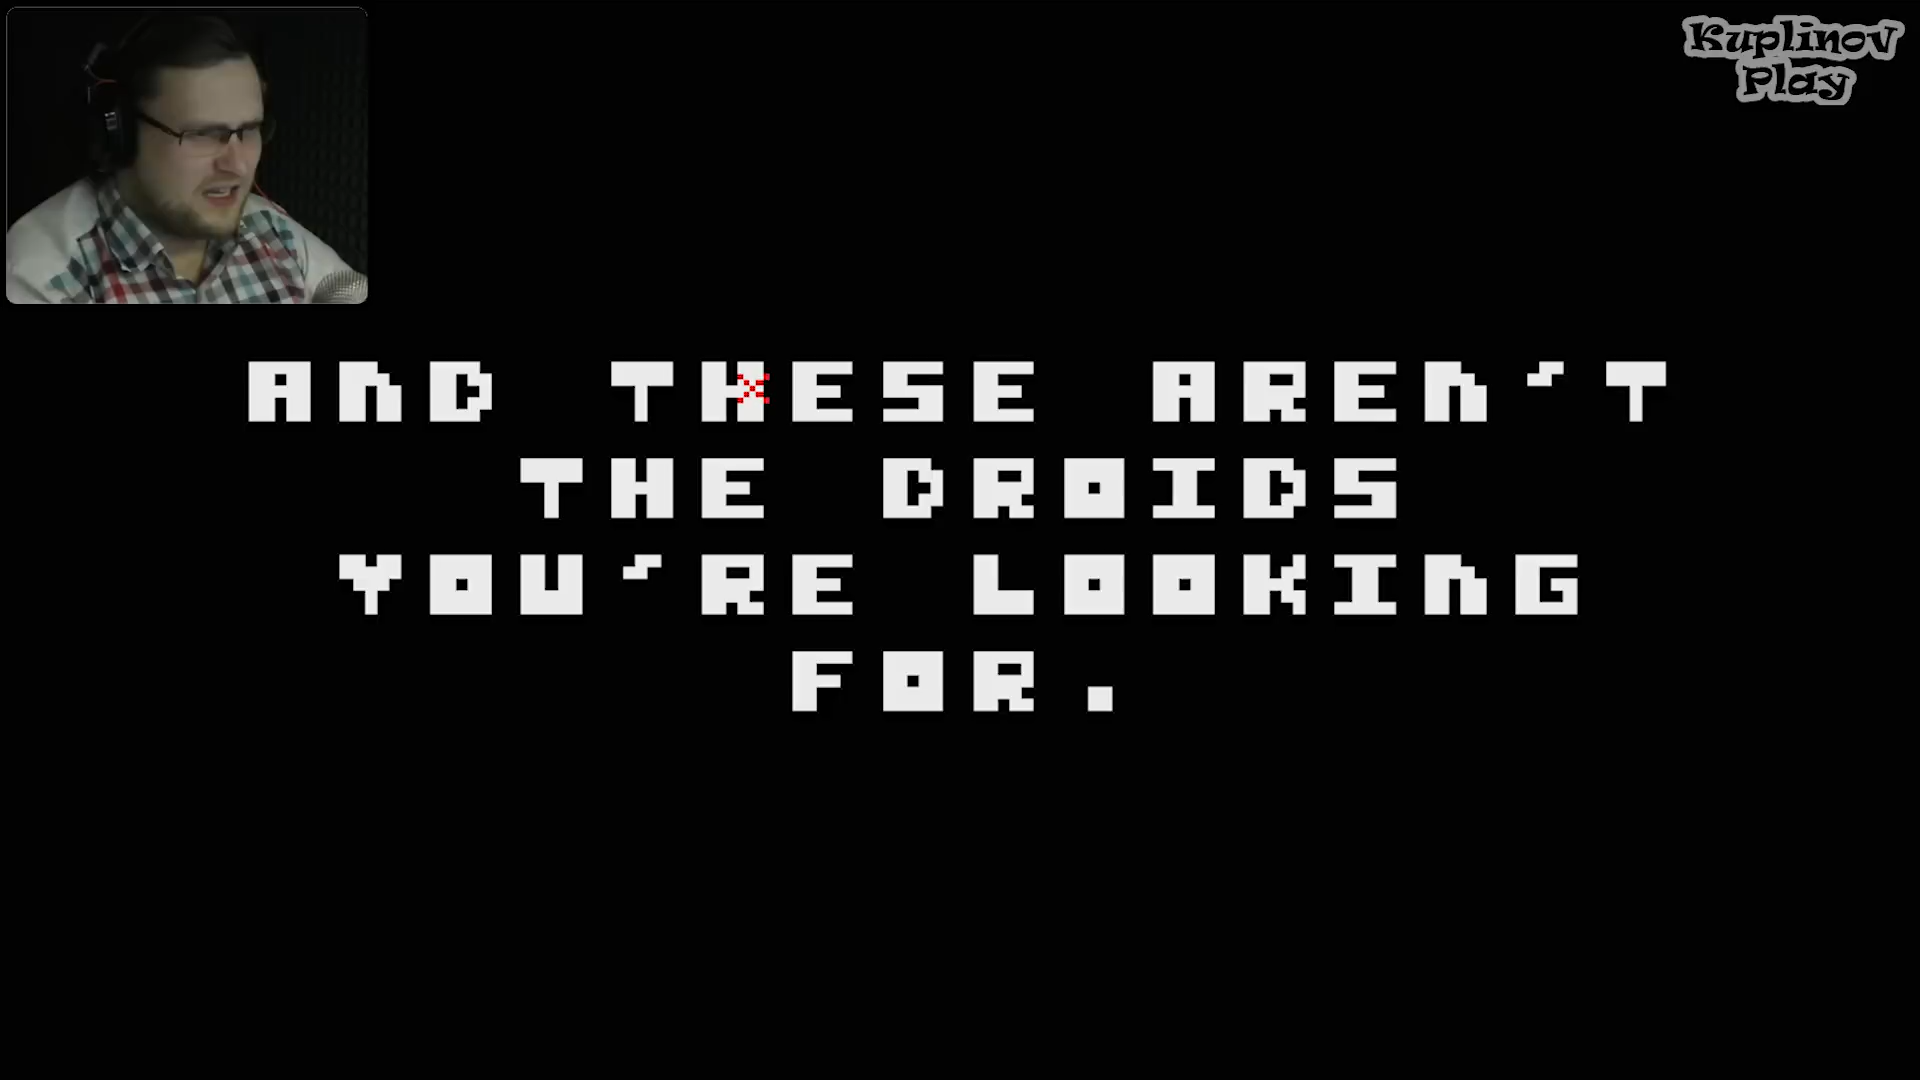 Kuplinov
Play
AND THESE AREN'T
THE DROIDS
YOU'RE LOOKING
FOR.